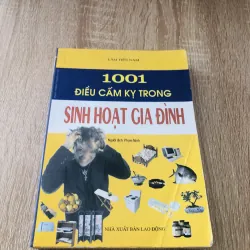 1001
ĐIỀU CẤM KỴ TRONG
SINH HOẠT GIA ĐÌNH
NHÀ XUẤT BẢN LAO ĐỘNG